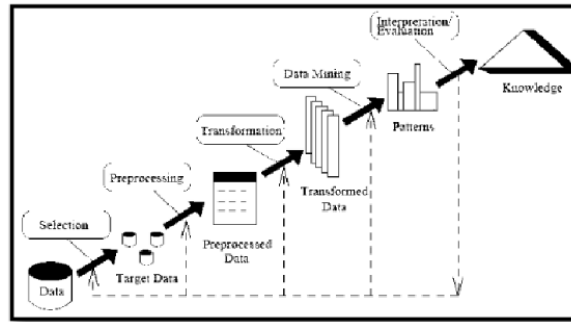 Interpretation/
Evaluation
Data Mining
Knowledge
Transformation
Patterns
Preprocessing
Transformed
Data
Selection
Preprocessed
Data
Target Data
Data